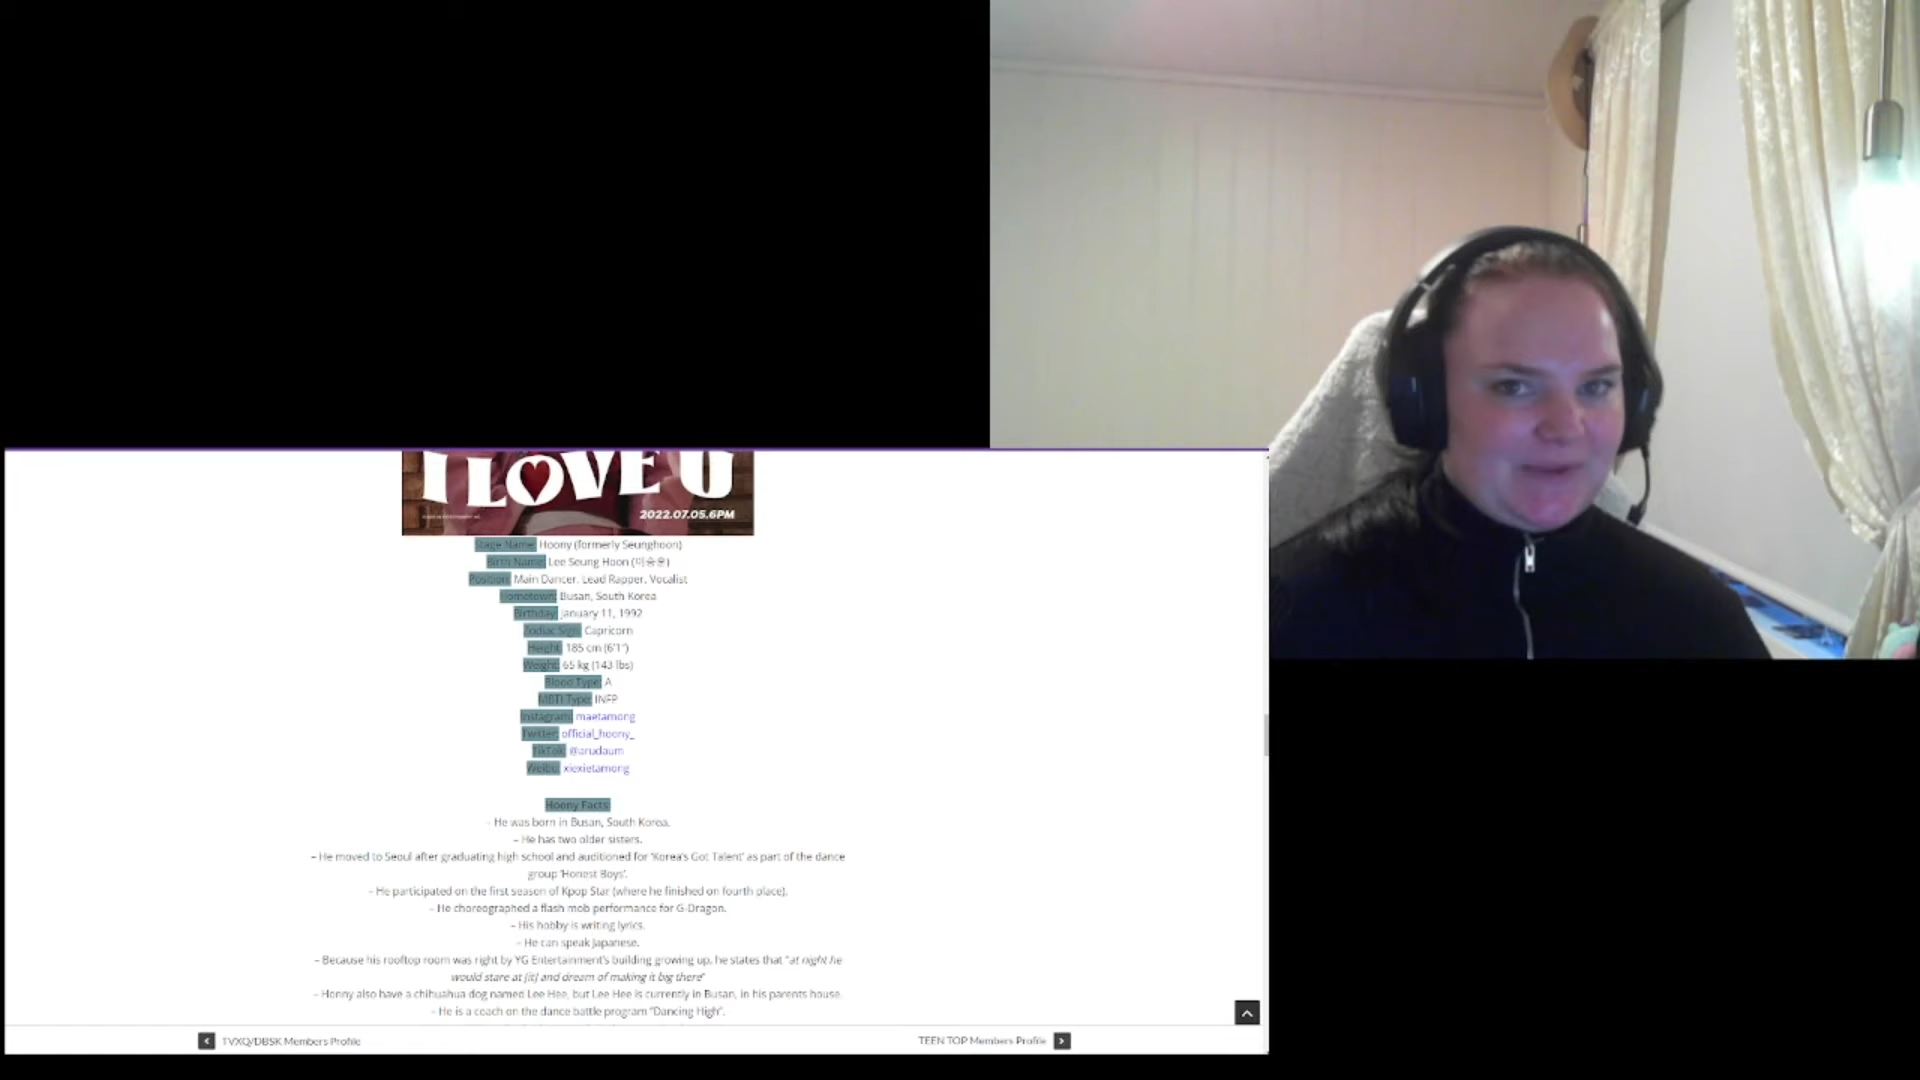 I LOVE U
2022.07.05.6PM
Stage Name: Hoony (formerly Seunghoon)
Birth Name: Lee Seung Hoon (이승훈)
Position: Main Dancer, Lead Rapper, Vocalist
Hometown: Busan, South Korea
Birthday: January 11, 1992
Zodiac Sign: Capricorn
Height: 185 cm (6'1")
Weight: 65 kg (143 lbs)
Blood Type: A
MBTI Type: INFP
Instagram: maetamong
Twitter: official_hoony_
TikTok: @arudaum
Weibo: xiexietamong
Hoony Facts:
– He was born in Busan, South Korea.
– He has two older sisters.
– He moved to Seoul after graduating high school and auditioned for 'Korea's Got Talent' as part of the dance
group 'Honest Boys'.
– He participated on the first season of Kpop Star (where he finished on fourth place).
– He choreographed a flash mob performance for G-Dragon.
– His hobby is writing lyrics.
– He can speak Japanese.
– Because his rooftop room was right by YG Entertainment's building growing up, he states that "at night he
would stare at [it] and dream of making it big there"
– Honny also have a chihuahua dog named Lee Hee, but Lee Hee is currently in Busan, in his parents house.
– He is a coach on the dance battle program "Dancing High".
TVXQ/DBSK Members Profile
TEEN TOP Members Profile